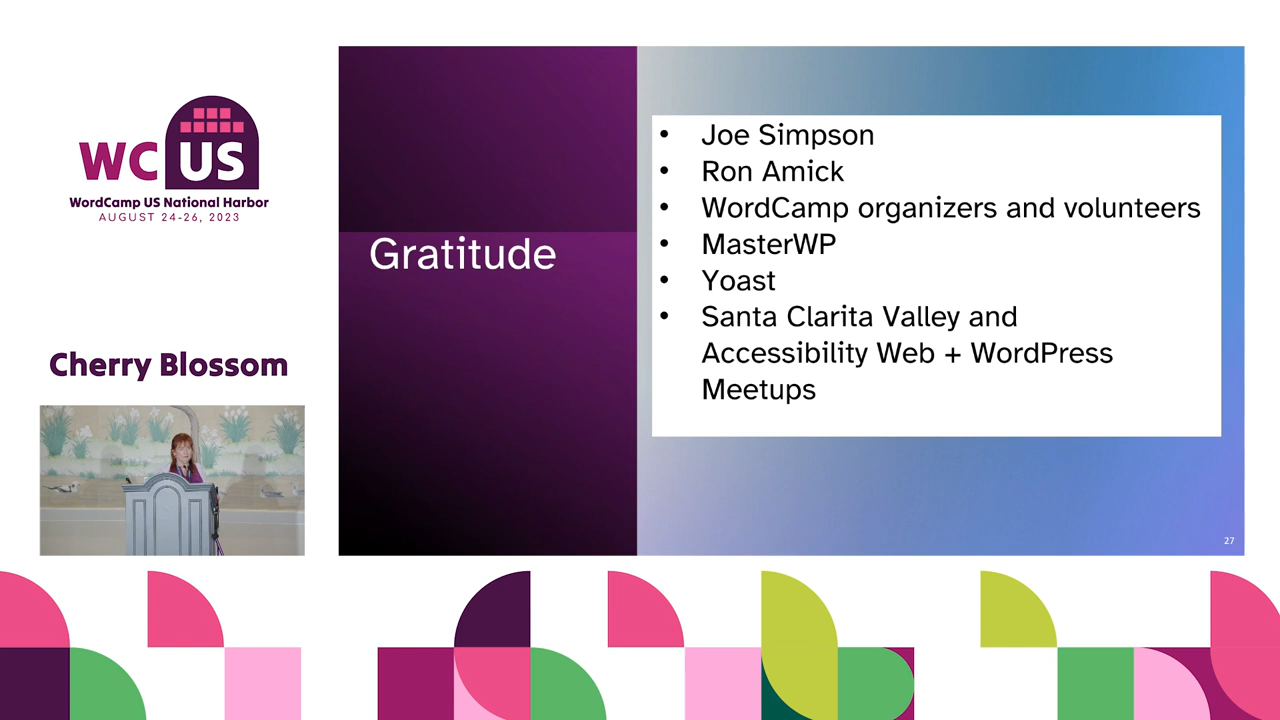 WC US
WordCamp US National Harbor
AUGUST 24-26, 2023
Cherry Blossom
Gratitude
• Joe Simpson
• Ron Amick
• WordCamp organizers and volunteers
• MasterWP
• Yoast
• Santa Clarita Valley and
Accessibility Web + WordPress
Meetups
27